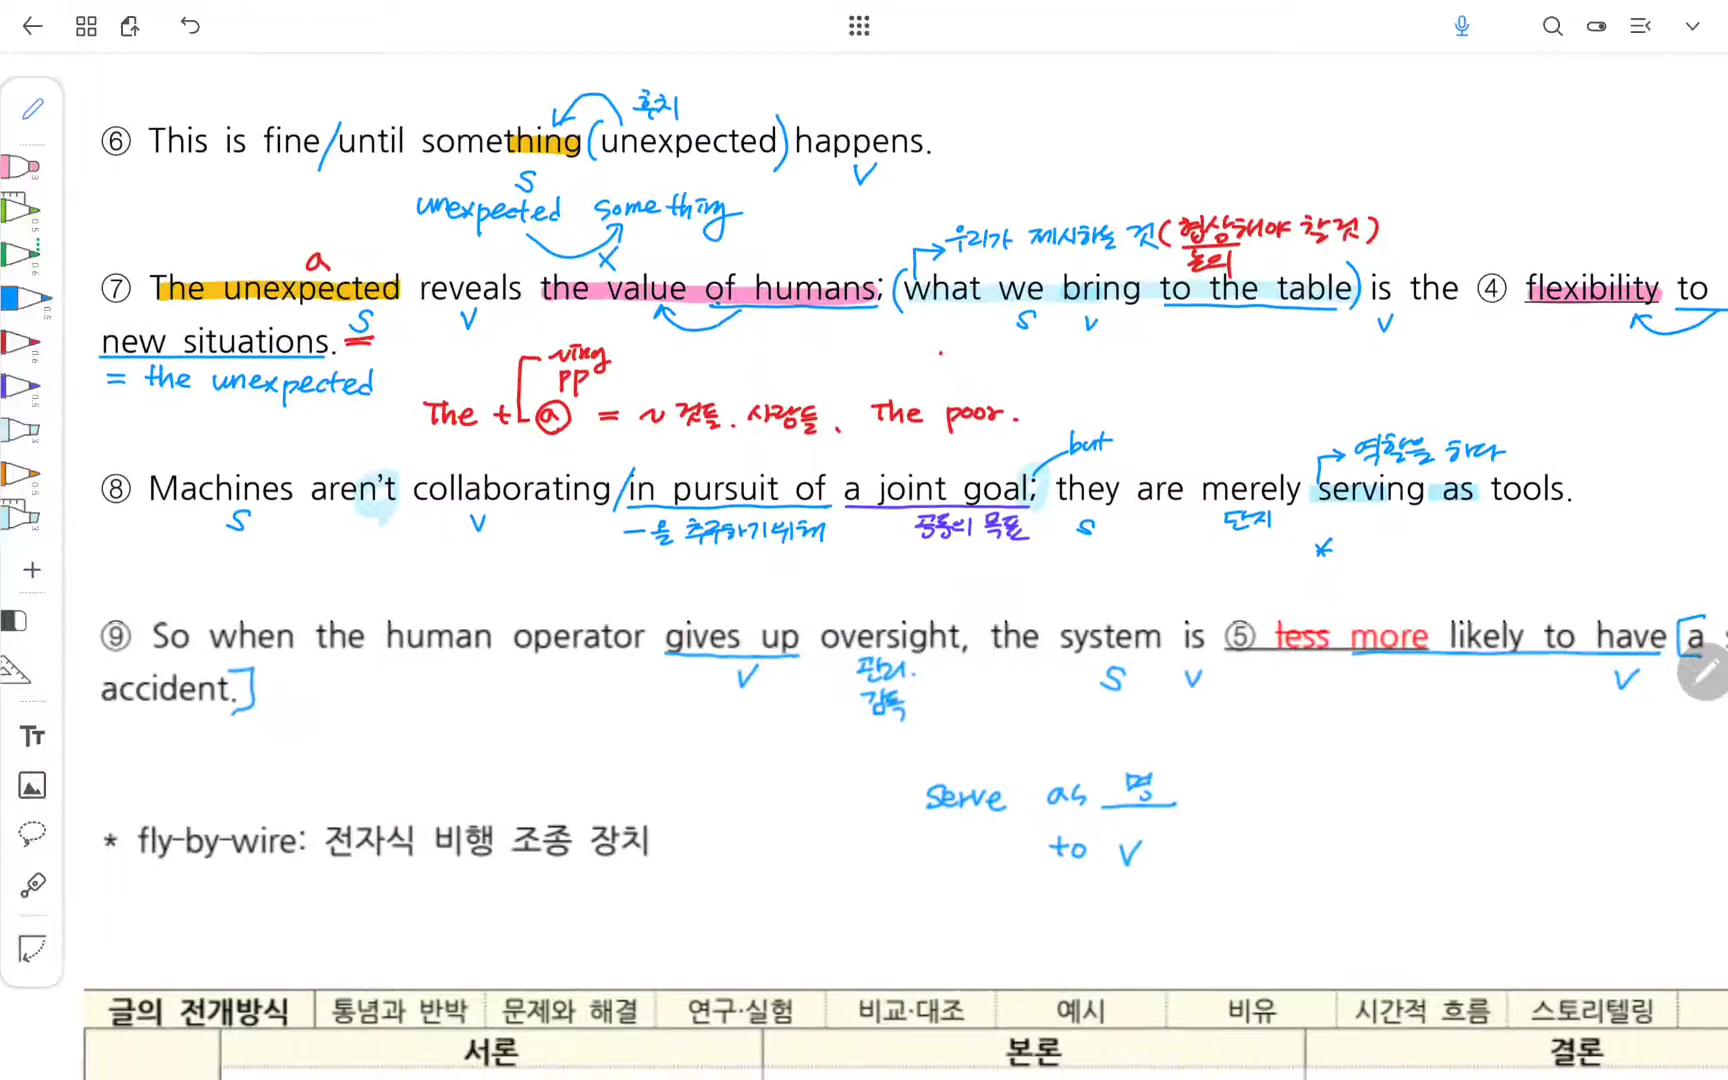 후치
⑥ This is fine/until something (unexpected) happens.
S V
unexpected something
X
우리가 제시하는 것 (협상해야 할 것)
a 논의
⑦ The unexpected reveals the value of humans; (what we bring to the table) is the ④ flexibility to
S V S V V
new situations.
= the unexpected
ving
pp
The + ⓐ = ~것들. 사람들. The poor.
but
역할을 하다
⑧ Machines aren't collaborating/in pursuit of a joint goal; they are merely serving as tools.
S V ―을 추구하기 위해 공동의 목표 S 단지
*
⑨ So when the human operator gives up oversight, the system is ⑤ less more likely to have [a
V 관리. S V V
accident.]
감독
serve as 명
to V
* fly-by-wire: 전자식 비행 조종 장치
글의 전개방식 통념과 반박 문제와 해결 연구·실험 비교·대조 예시 비유 시간적 흐름 스토리텔링
서론 본론 결론